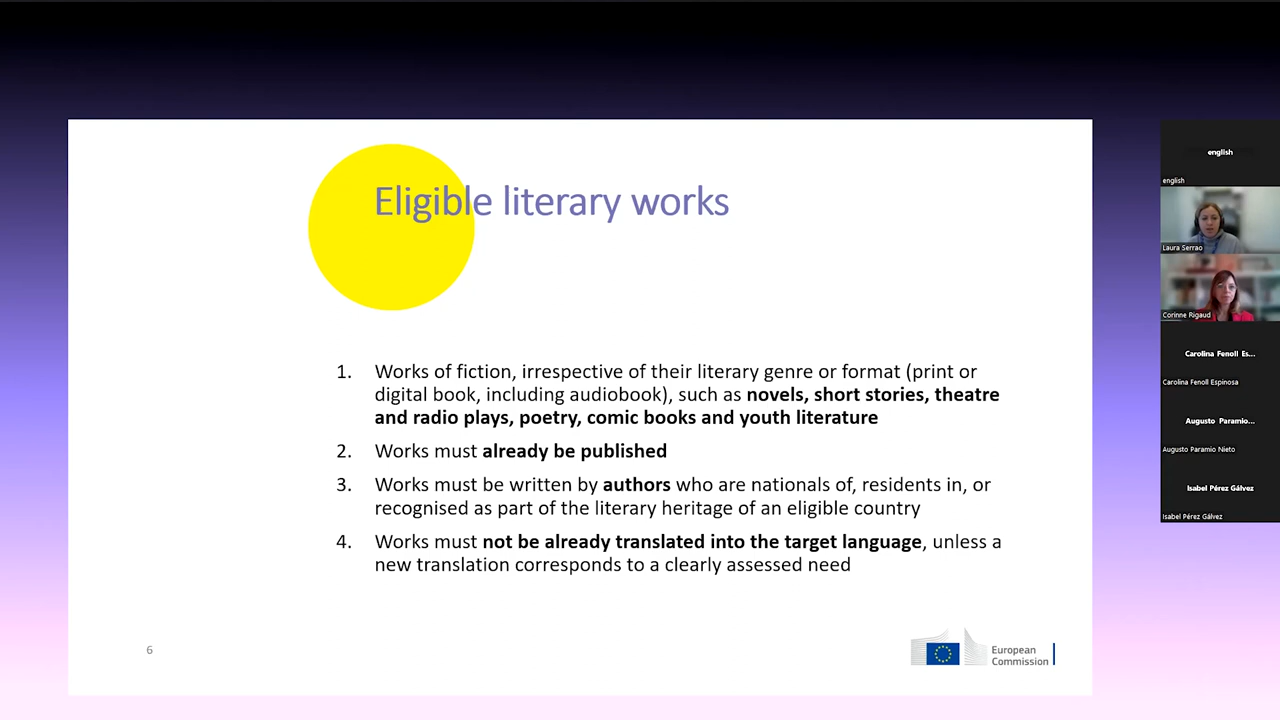 Eligible literary works
1. Works of fiction, irrespective of their literary genre or format (print or
digital book, including audiobook), such as novels, short stories, theatre
and radio plays, poetry, comic books and youth literature
2. Works must already be published
3. Works must be written by authors who are nationals of, residents in, or
recognised as part of the literary heritage of an eligible country
4. Works must not be already translated into the target language, unless a
new translation corresponds to a clearly assessed need
6
European
Commission
english
english
Laura Serrao
Corinne Rigaud
Carolina Fenoll Es...
Carolina Fenoll Espinosa
Augusto Paramio...
Augusto Paramio Nieto
Isabel Pérez Gálvez
Isabel Pérez Gálvez